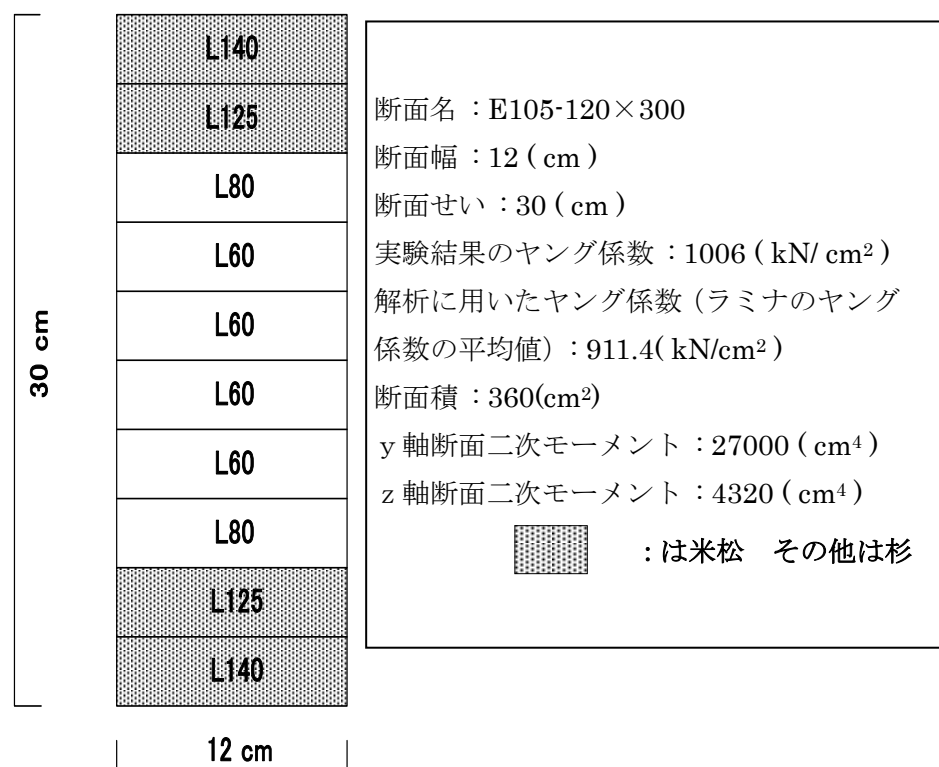 30 cm
L140
L125
L80
L60
L60
L60
L60
L80
L125
L140
12 cm
断面名：E105-120×300
断面幅：12 ( cm )
断面せい：30 ( cm )
実験結果のヤング係数：1006 ( kN/ cm² )
解析に用いたヤング係数（ラミナのヤング
係数の平均値）：911.4( kN/cm² )
断面積：360(cm²)
ｙ軸断面二次モーメント：27000 ( cm⁴ )
ｚ軸断面二次モーメント：4320 ( cm⁴ )
：は米松　その他は杉